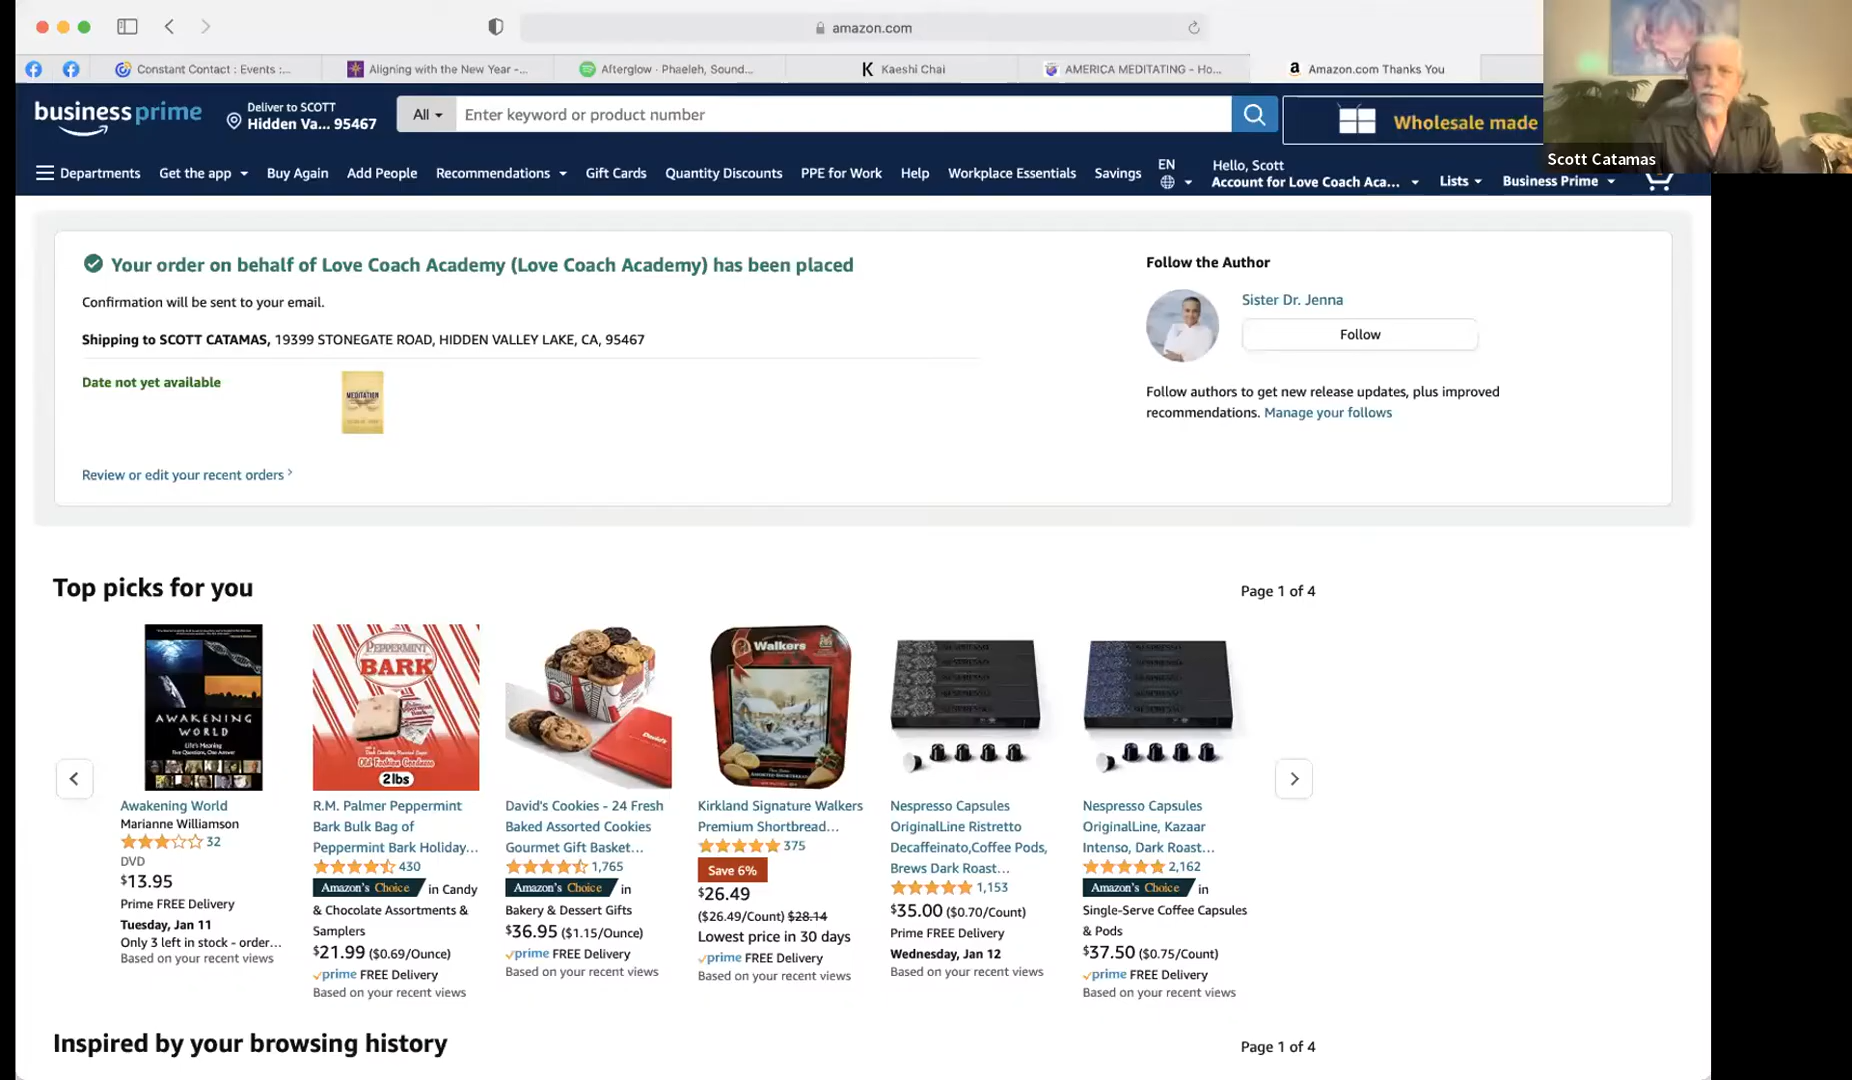 amazon.com
Constant Contact : Events :...
Aligning with the New Year -...
Afterglow · Phaeleh, Sound...
Kaeshi Chai
AMERICA MEDITATING - Ho...
Amazon.com Thanks You
business prime
Deliver to SCOTT
Hidden Va... 95467
All
Enter keyword or product number
Wholesale made
Scott Catamas
Departments
Get the app
Buy Again
Add People
Recommendations
Gift Cards
Quantity Discounts
PPE for Work
Help
Workplace Essentials
Savings
EN
Hello, Scott
Account for Love Coach Aca...
Lists
Business Prime
Your order on behalf of Love Coach Academy (Love Coach Academy) has been placed
Confirmation will be sent to your email.
Shipping to SCOTT CATAMAS, 19399 STONEGATE ROAD, HIDDEN VALLEY LAKE, CA, 95467
Date not yet available
MEDITATION
Review or edit your recent orders
Follow the Author
Sister Dr. Jenna
Follow
Follow authors to get new release updates, plus improved
recommendations. Manage your follows
Top picks for you
Page 1 of 4
AWAKENING
WORLD
Life's Meaning
Five Questions, One Answer
Awakening World
Marianne Williamson
32
DVD
$13.95
Prime FREE Delivery
Tuesday, Jan 11
Only 3 left in stock - order...
Based on your recent views
PEPPERMINT
BARK
Old Fashion Goodness
2lbs
R.M. Palmer Peppermint
Bark Bulk Bag of
Peppermint Bark Holiday...
430
Amazon's Choice in Candy
& Chocolate Assortments &
Samplers
$21.99 ($0.69/Ounce)
prime FREE Delivery
Based on your recent views
David's
David's Cookies - 24 Fresh
Baked Assorted Cookies
Gourmet Gift Basket...
1,765
Amazon's Choice in
Bakery & Dessert Gifts
$36.95 ($1.15/Ounce)
prime FREE Delivery
Based on your recent views
Walkers
Kirkland Signature Walkers
Premium Shortbread...
375
Save 6%
$26.49
($26.49/Count) $28.14
Lowest price in 30 days
prime FREE Delivery
Based on your recent views
Nespresso Capsules
OriginalLine Ristretto
Decaffeinato,Coffee Pods,
Brews Dark Roast...
1,153
$35.00 ($0.70/Count)
Prime FREE Delivery
Wednesday, Jan 12
Based on your recent views
Nespresso Capsules
OriginalLine, Kazaar
Intenso, Dark Roast...
2,162
Amazon's Choice in
Single-Serve Coffee Capsules
& Pods
$37.50 ($0.75/Count)
prime FREE Delivery
Based on your recent views
Inspired by your browsing history
Page 1 of 4